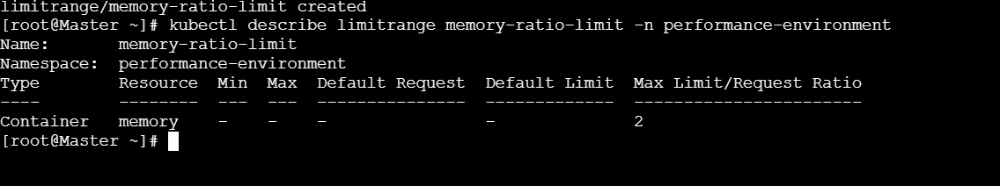 limitrange/memory-ratio-limit created
[root@Master ~]# kubectl describe limitrange memory-ratio-limit -n performance-environment
Name:       memory-ratio-limit
Namespace:  performance-environment
Type        Resource  Min  Max  Default Request  Default Limit  Max Limit/Request Ratio
----        --------  ---  ---  ---------------  -------------  -----------------------
Container   memory    -    -    -                -              2
[root@Master ~]#